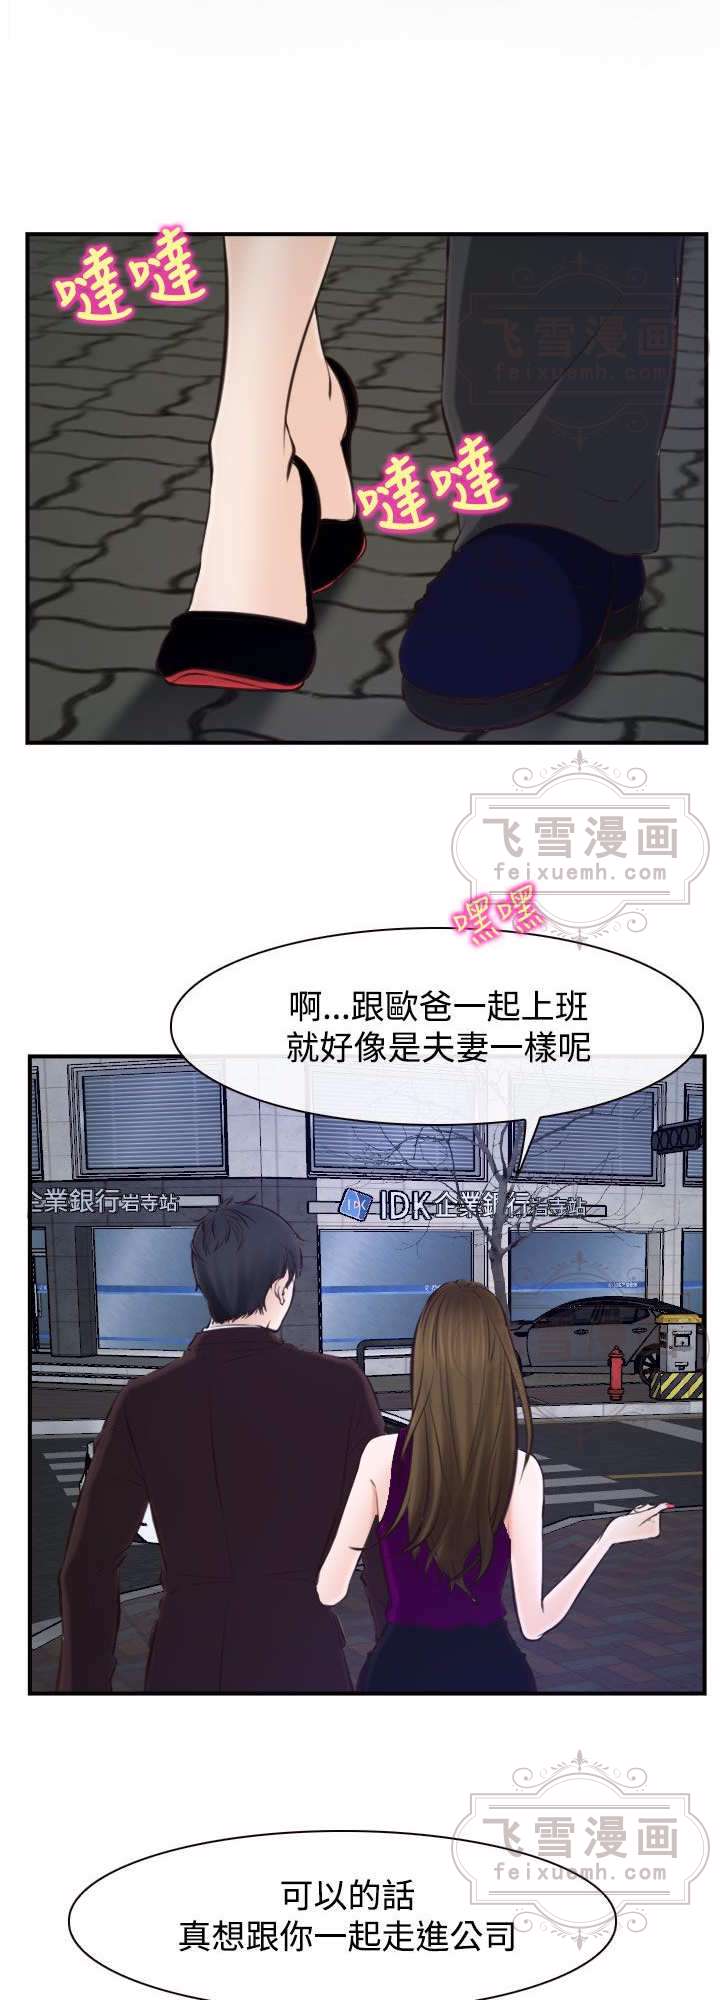 噠噠
飞雪漫画
feixuemh.com
噠噠
飞雪漫画
feixuemh.com
嘿嘿
啊...跟歐爸一起上班
就好像是夫妻一樣呢
企業銀行岩寺站
IDK IDK企業銀行岩寺站
飞雪漫画
feixuemh.com
可以的話
真想跟你一起走進公司